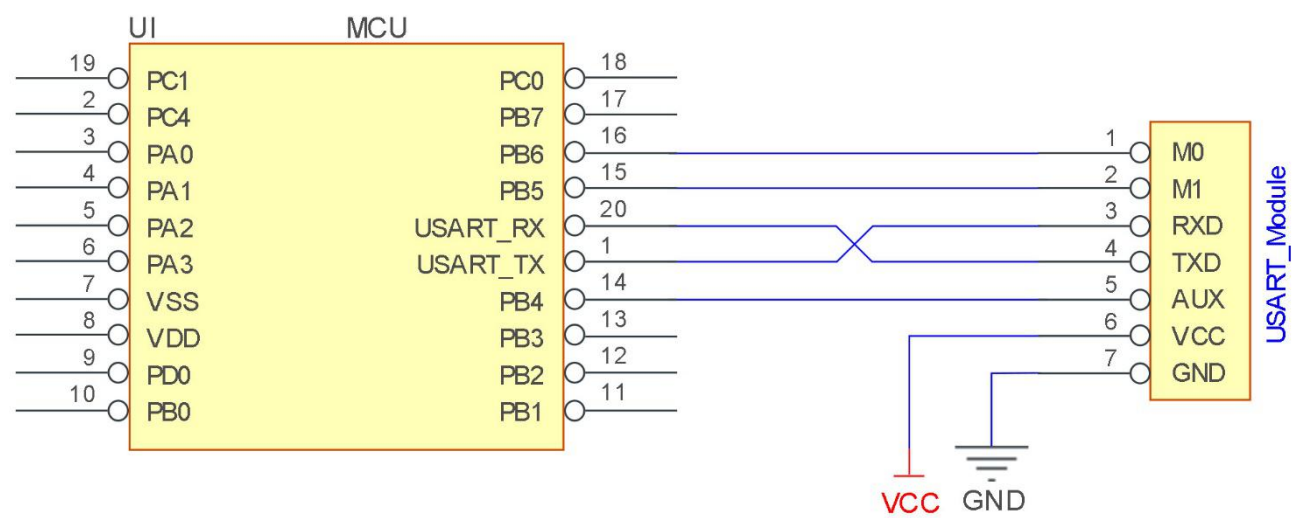 UI MCU
19 PC1 PC0 18
2 PC4 PB7 17
3 PA0 PB6 16 1 M0
4 PA1 PB5 15 2 M1
5 PA2 USART_RX 20 3 RXD
6 PA3 USART_TX 1 4 TXD
7 VSS PB4 14 5 AUX
8 VDD PB3 13 6 VCC
9 PD0 PB2 12 7 GND
10 PB0 PB1 11
USART_Module
VCC GND